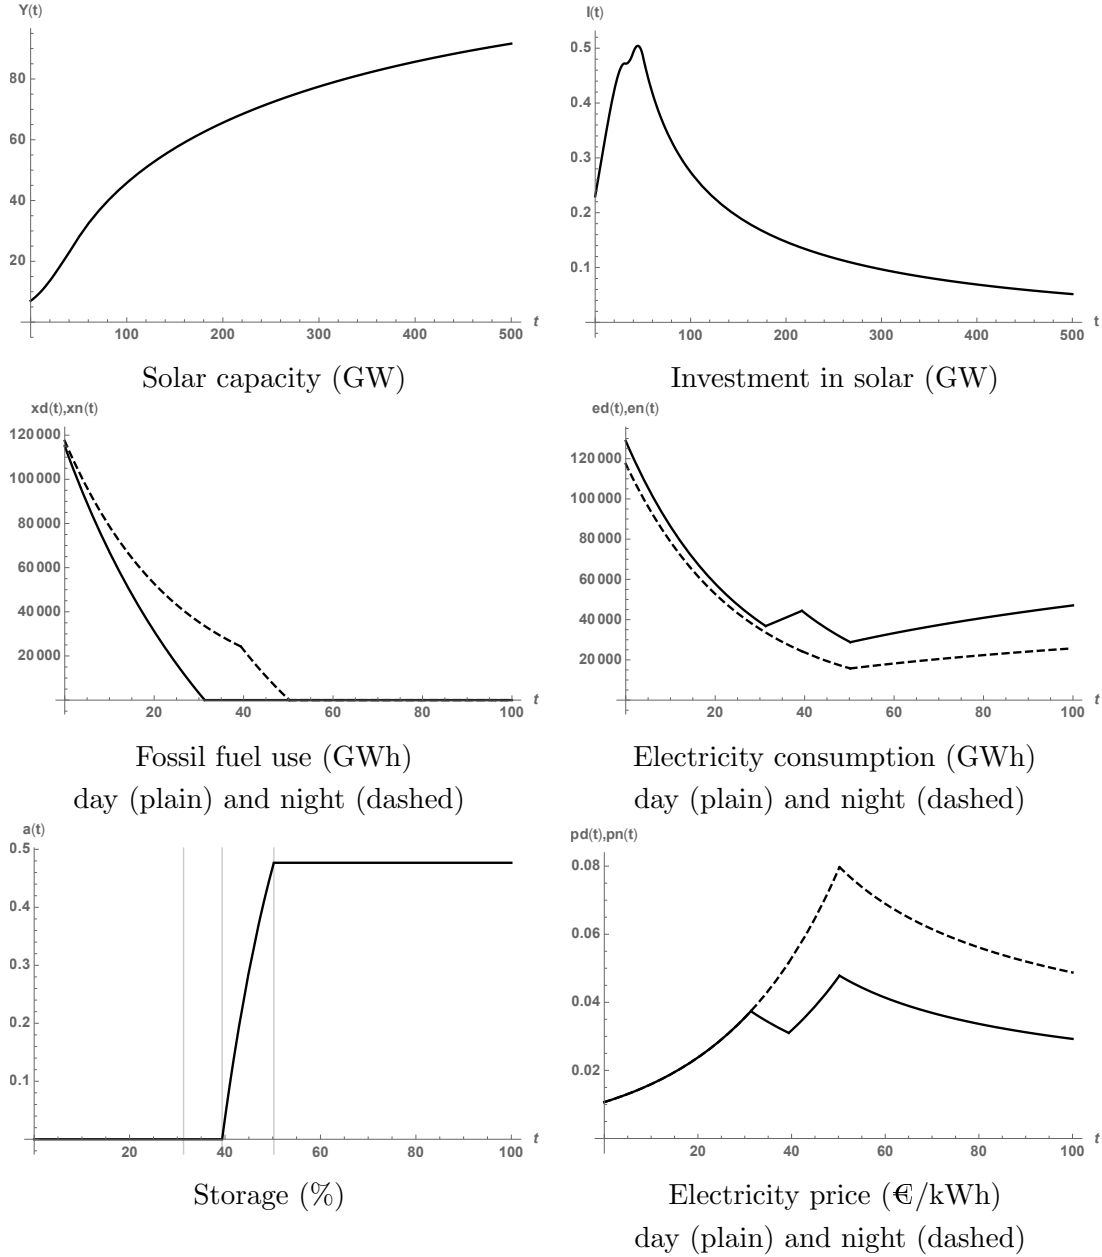 Y(t)
80
60
40
20
100 200 300 400 500 t
Solar capacity (GW)
I(t)
0.5
0.4
0.3
0.2
0.1
100 200 300 400 500 t
Investment in solar (GW)
xd(t),xn(t)
120 000
100 000
80 000
60 000
40 000
20 000
20 40 60 80 100 t
Fossil fuel use (GWh)
day (plain) and night (dashed)
ed(t),en(t)
120 000
100 000
80 000
60 000
40 000
20 000
20 40 60 80 100 t
Electricity consumption (GWh)
day (plain) and night (dashed)
a(t)
0.5
0.4
0.3
0.2
0.1
20 40 60 80 100 t
Storage (%)
pd(t),pn(t)
0.08
0.06
0.04
0.02
20 40 60 80 100 t
Electricity price (€/kWh)
day (plain) and night (dashed)